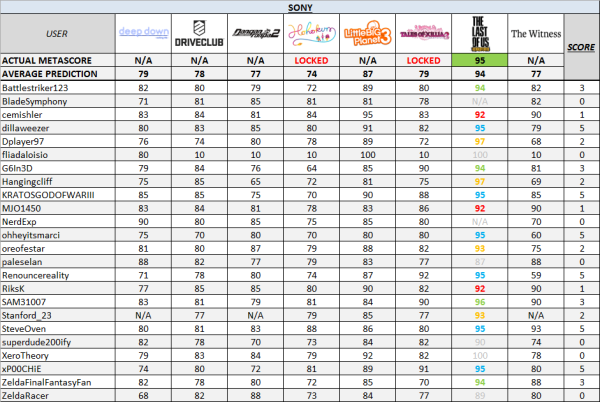 SONY
USER deep down DRIVECLUB Hohokum LittleBig Planet 3 TALES OF XILLIA 2 THE LAST OF US The Witness SCORE
ACTUAL METASCORE N/A N/A N/A LOCKED N/A LOCKED 95 N/A
AVERAGE PREDICTION 79 78 77 74 87 79 94 77
Battlestriker123 82 80 79 72 89 80 94 82 3
BladeSymphony 71 81 85 81 81 78 N/A 82 0
cemishler 83 84 81 84 95 83 92 90 1
dillaweezer 80 83 85 80 91 82 95 79 5
Dplayer97 76 74 80 78 89 72 97 68 2
fliadaloisio 80 10 10 10 100 10 100 10 0
G6In3D 79 84 76 64 85 90 94 81 3
Hangingcliff 75 85 65 72 81 75 97 69 2
KRATOSGODOFWARIII 85 85 75 70 90 88 95 85 5
MJO1450 83 84 81 78 83 86 92 90 1
NerdExp 90 80 85 75 85 80 N/A 70 0
ohheyitsmarci 75 70 80 70 80 80 95 60 5
oreofestar 81 80 87 79 88 82 93 75 2
paleselan 88 82 77 79 83 77 87 88 0
Renouncereality 71 78 80 74 87 92 95 59 5
RiksK 77 85 85 80 90 80 92 90 1
SAM31007 83 81 79 81 84 90 96 90 3
Stanford_23 N/A 77 N/A 79 85 77 93 N/A 2
SteveOven 80 81 83 88 86 80 95 93 5
superdude200ify 82 78 80 73 84 82 90 74 0
XeroTheory 79 83 84 79 92 82 100 78 0
xP00CHiE 74 80 72 81 89 91 95 80 5
ZeldaFinalFantasyFan 82 78 80 72 85 70 94 88 3
ZeldaRacer 68 82 88 73 84 77 89 80 0